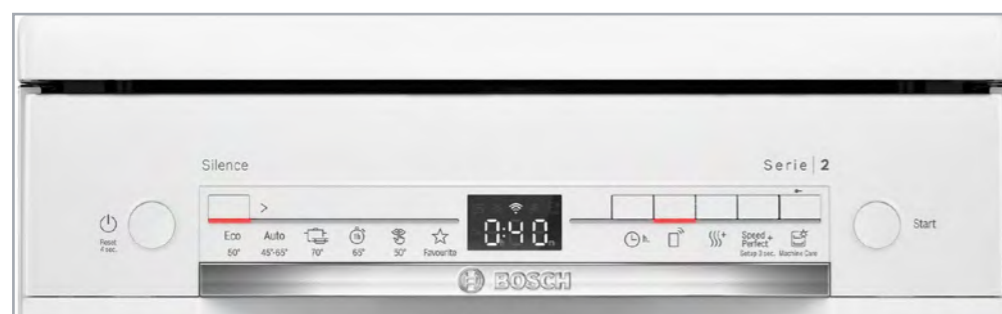 Silence
Serie | 2
Reset
4 sec.
Start
0:40
h.
Eco
Auto
Speed +
Perfect
50°
45°-65°
70°
65°
50°
Favourite
Setup 3 sec.
Machine Care
BOSCH